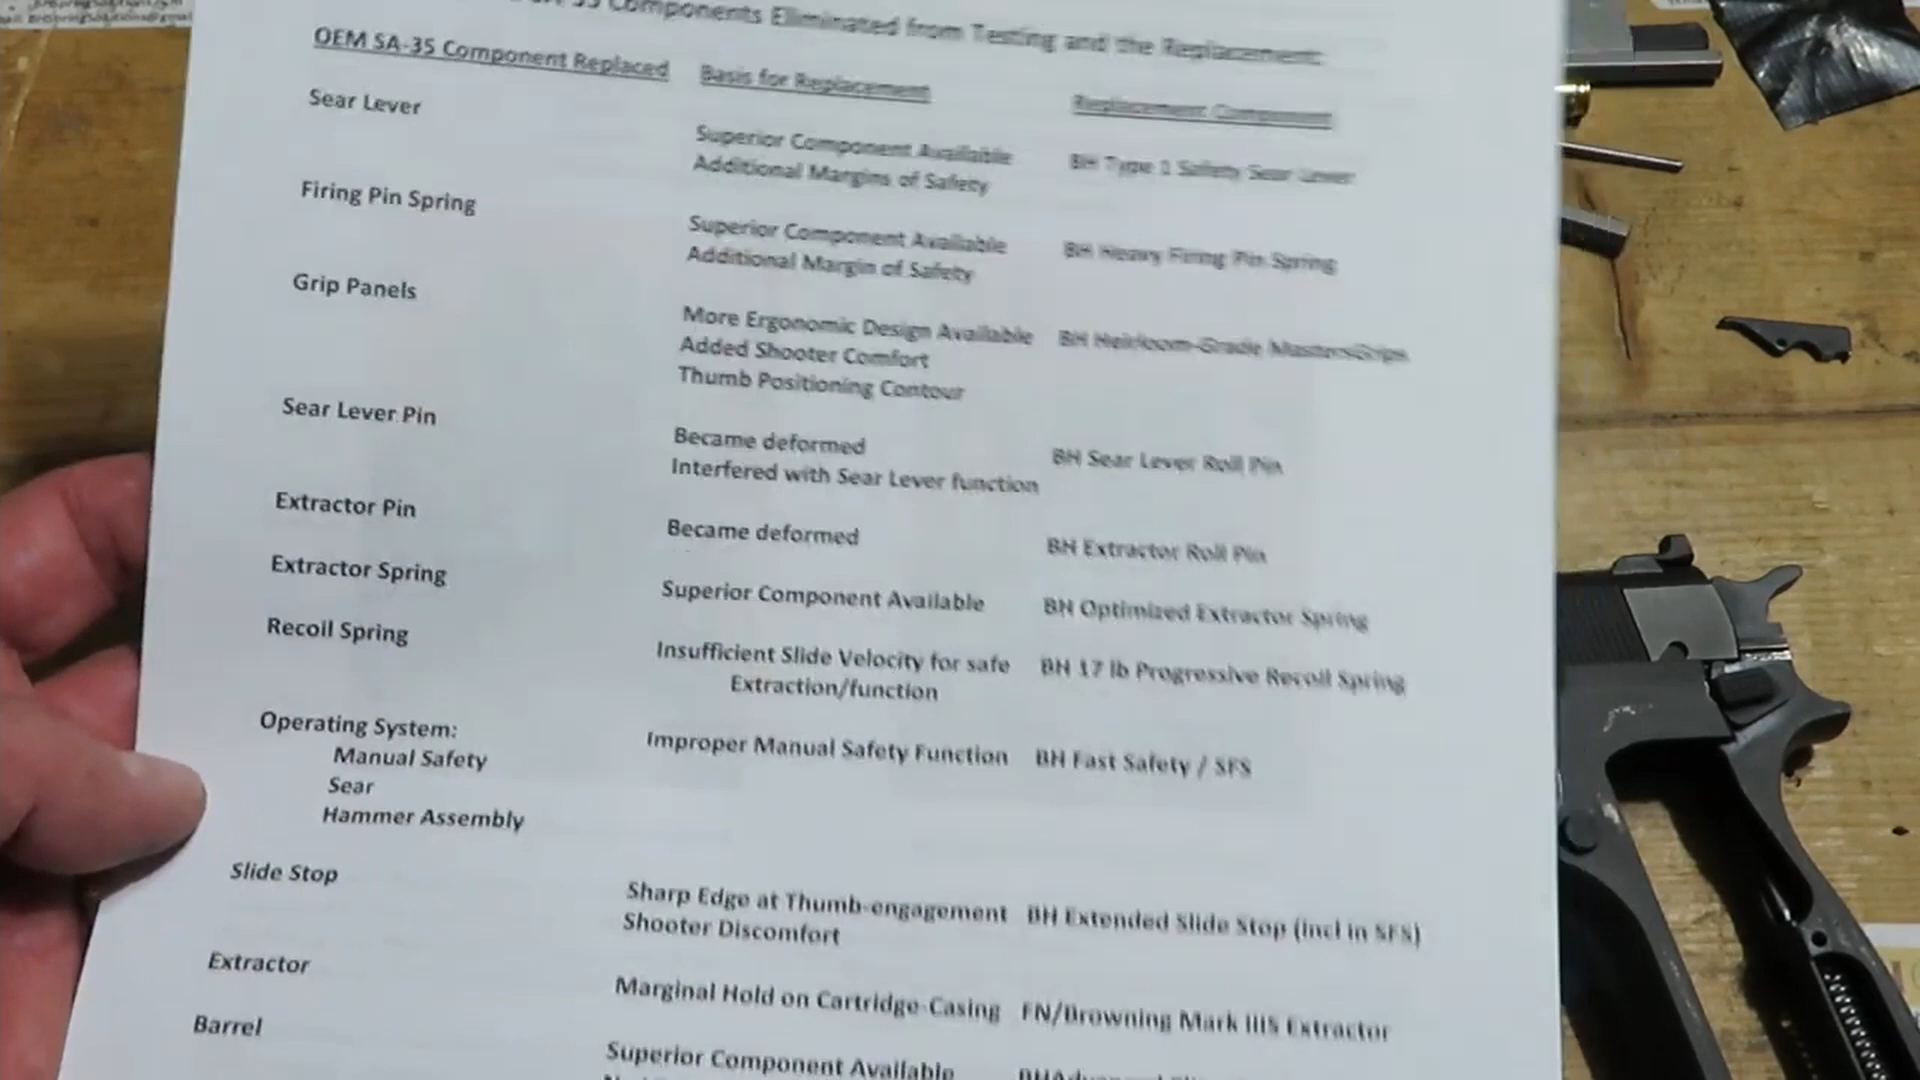 35 Components Eliminated from Testing and the Replacement:
OEM SA-35 Component Replaced Basis for Replacement Replacement Component
Sear Lever
Superior Component Available BH Type 1 Safety Sear Lever
Additional Margins of Safety
Firing Pin Spring
Superior Component Available BH Heavy Firing Pin Spring
Additional Margin of Safety
Grip Panels
More Ergonomic Design Available BH Heirloom-Grade MastersGrips
Added Shooter Comfort
Thumb Positioning Contour
Sear Lever Pin
Became deformed BH Sear Lever Roll Pin
Interfered with Sear Lever function
Extractor Pin
Became deformed BH Extractor Roll Pin
Extractor Spring
Superior Component Available BH Optimized Extractor Spring
Recoil Spring
Insufficient Slide Velocity for safe BH 17 lb Progressive Recoil Spring
Extraction/function
Operating System:
Improper Manual Safety Function BH Fast Safety / SFS
Manual Safety
Sear
Hammer Assembly
Slide Stop
Sharp Edge at Thumb-engagement BH Extended Slide Stop (incl in SFS)
Shooter Discomfort
Extractor
Marginal Hold on Cartridge-Casing FN/Browning Mark IIIS Extractor
Barrel
Superior Component Available